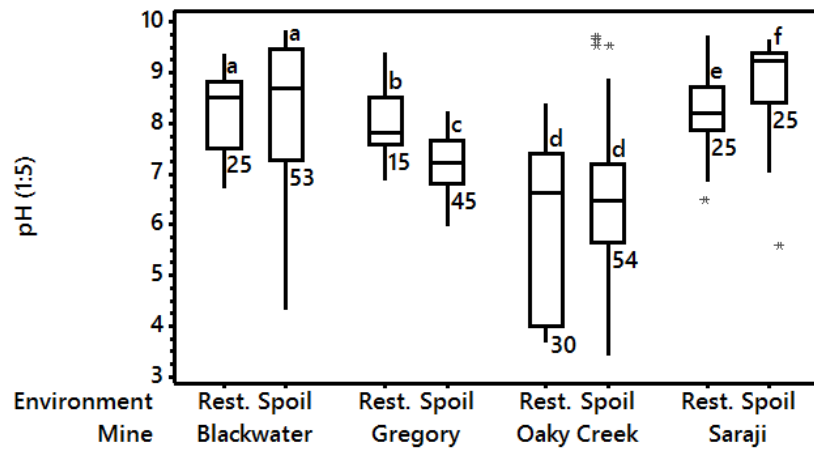 10
9
8
7
6
5
4
3
pH (1:5)
a
25
a
53
b
15
c
45
d
30
d
54
e
25
f
25
Environment Rest. Spoil Rest. Spoil Rest. Spoil Rest. Spoil
Mine Blackwater Gregory Oaky Creek Saraji